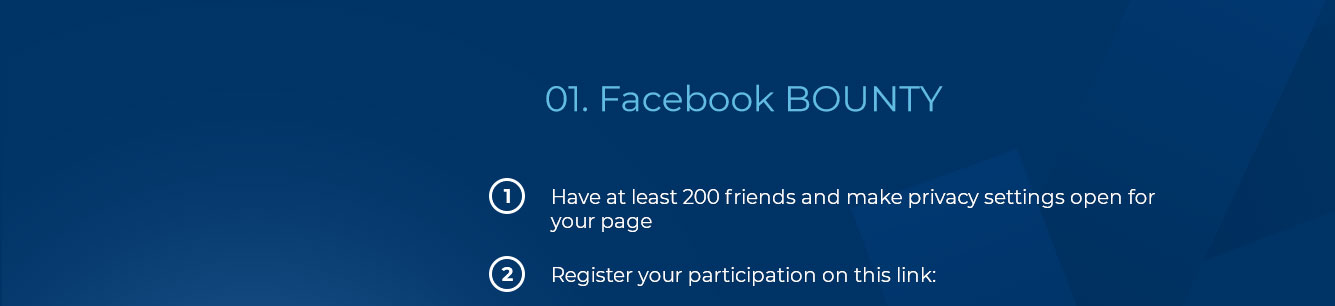 01. Facebook BOUNTY
1 Have at least 200 friends and make privacy settings open for
your page
2 Register your participation on this link: